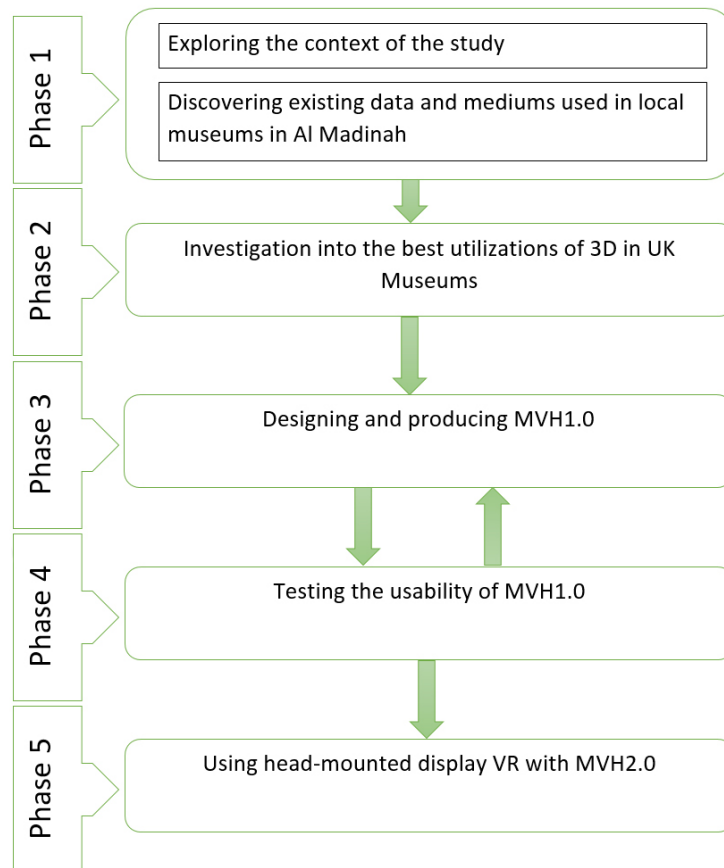 Phase 1
Exploring the context of the study
Discovering existing data and mediums used in local
museums in Al Madinah
Phase 2
Investigation into the best utilizations of 3D in UK
Museums
Phase 3
Designing and producing MVH1.0
Phase 4
Testing the usability of MVH1.0
Phase 5
Using head-mounted display VR with MVH2.0